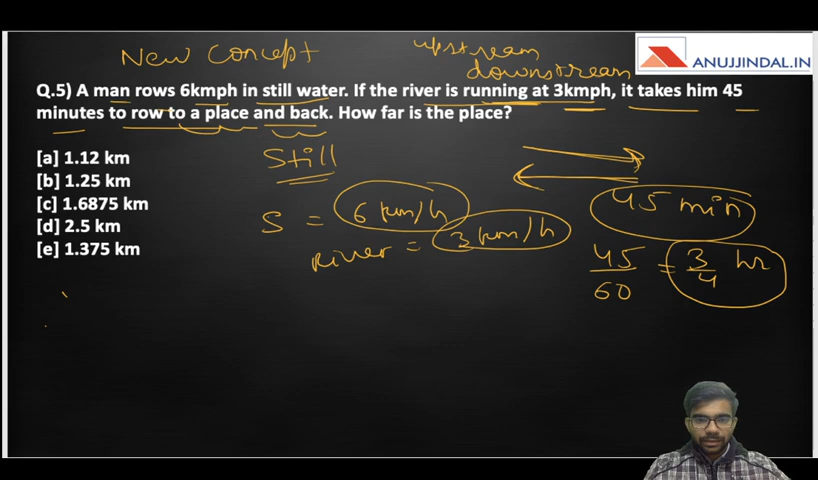 New Concept
upstream
downstream
ANUJJINDAL.IN
Q.5) A man rows 6kmph in still water. If the river is running at 3kmph, it takes him 45
minutes to row to a place and back. How far is the place?
[a] 1.12 km
[b] 1.25 km
[c] 1.6875 km
[d] 2.5 km
[e] 1.375 km
Still
S = 6 km/h
river = 3 km/h
45 min
45/60 = 3/4 hr